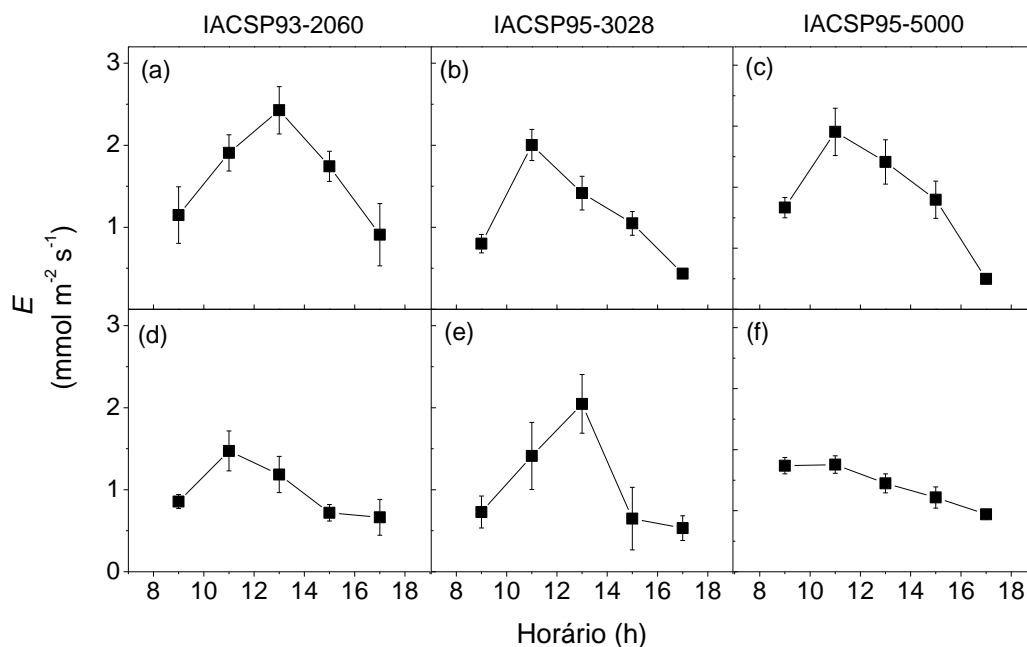 IACSP93-2060 IACSP95-3028 IACSP95-5000
(a) (b) (c)
3
2
1
E
(mmol m⁻² s⁻¹)
(d) (e) (f)
3
2
1
0
8 10 12 14 16 18 8 10 12 14 16 18 8 10 12 14 16 18
Horário (h)